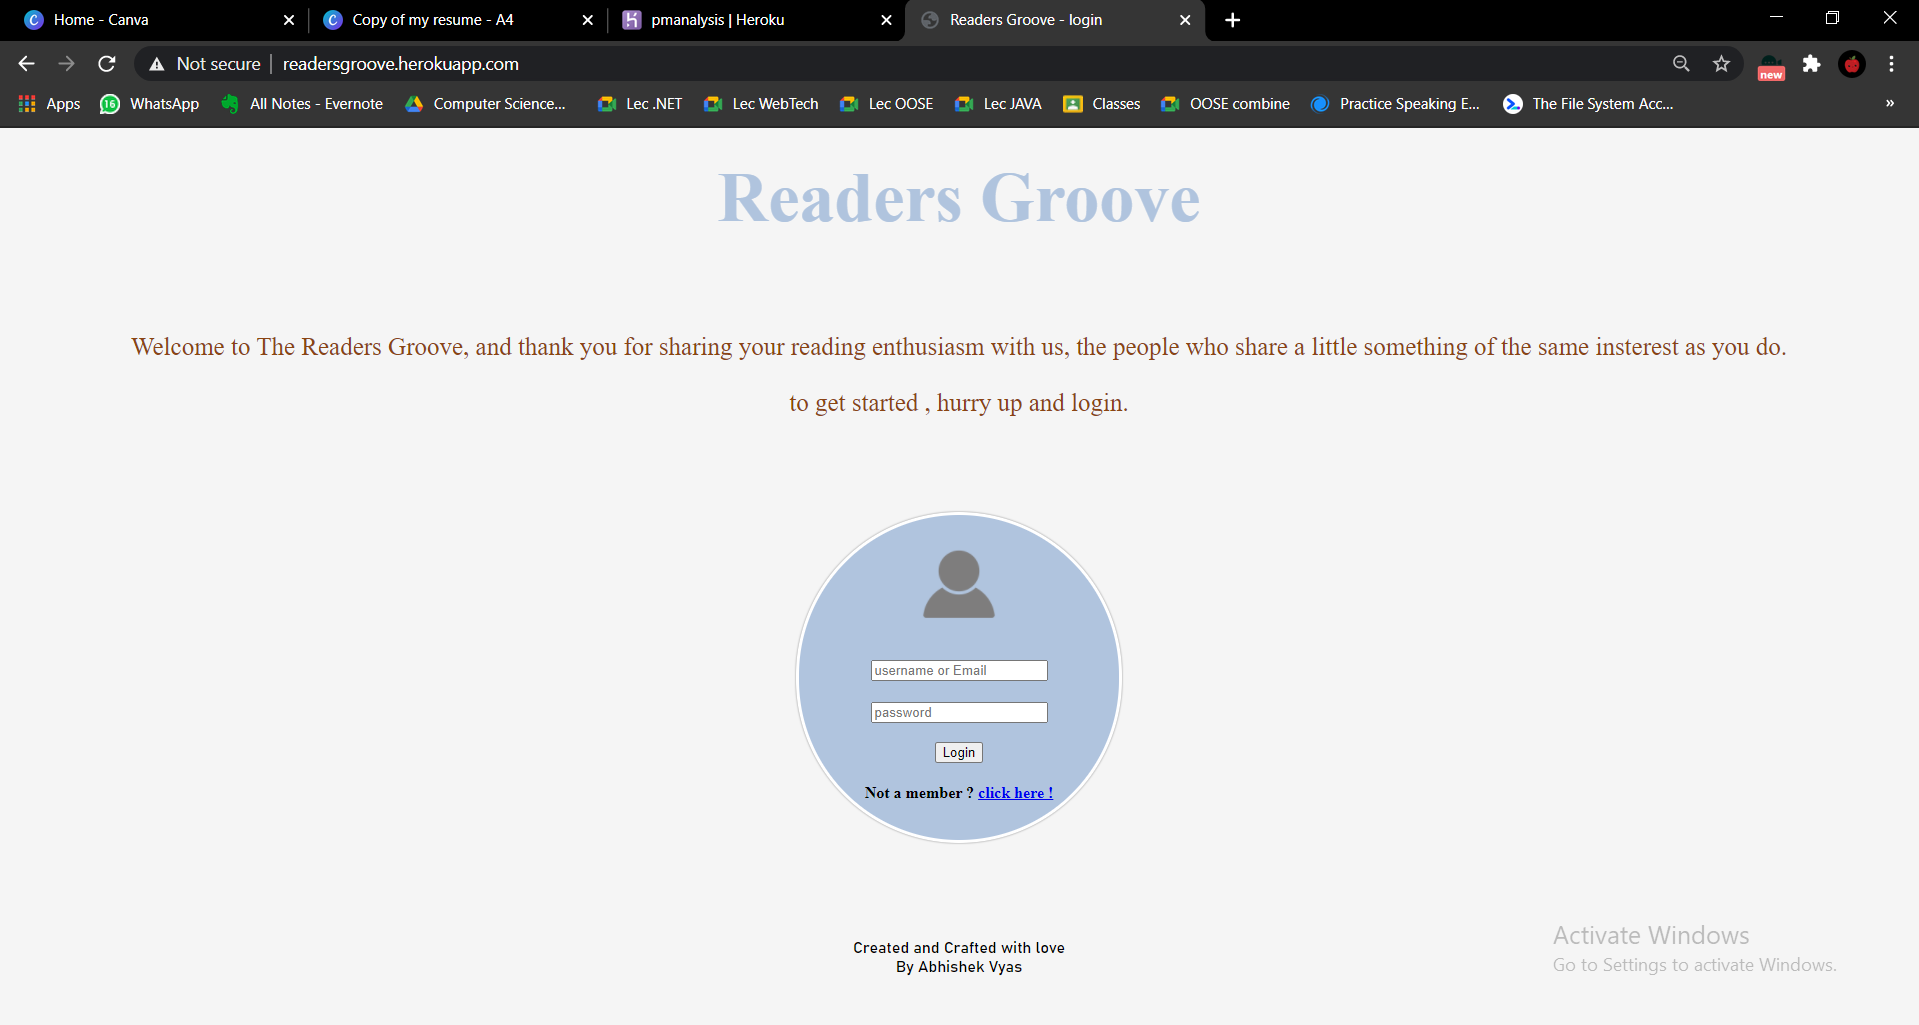 Home - Canva
Copy of my resume - A4
pmanalysis | Heroku
Readers Groove - login
Not secure
readersgroove.herokuapp.com
new
Apps
16
WhatsApp
All Notes - Evernote
Computer Science...
Lec .NET
Lec WebTech
Lec OOSE
Lec JAVA
Classes
OOSE combine
Practice Speaking E...
The File System Acc...
»
Readers Groove
Welcome to The Readers Groove, and thank you for sharing your reading enthusiasm with us, the people who share a little something of the same insterest as you do.
to get started , hurry up and login.
username or Email
password
Login
Not a member ? click here !
Created and Crafted with love
By Abhishek Vyas
Activate Windows
Go to Settings to activate Windows.